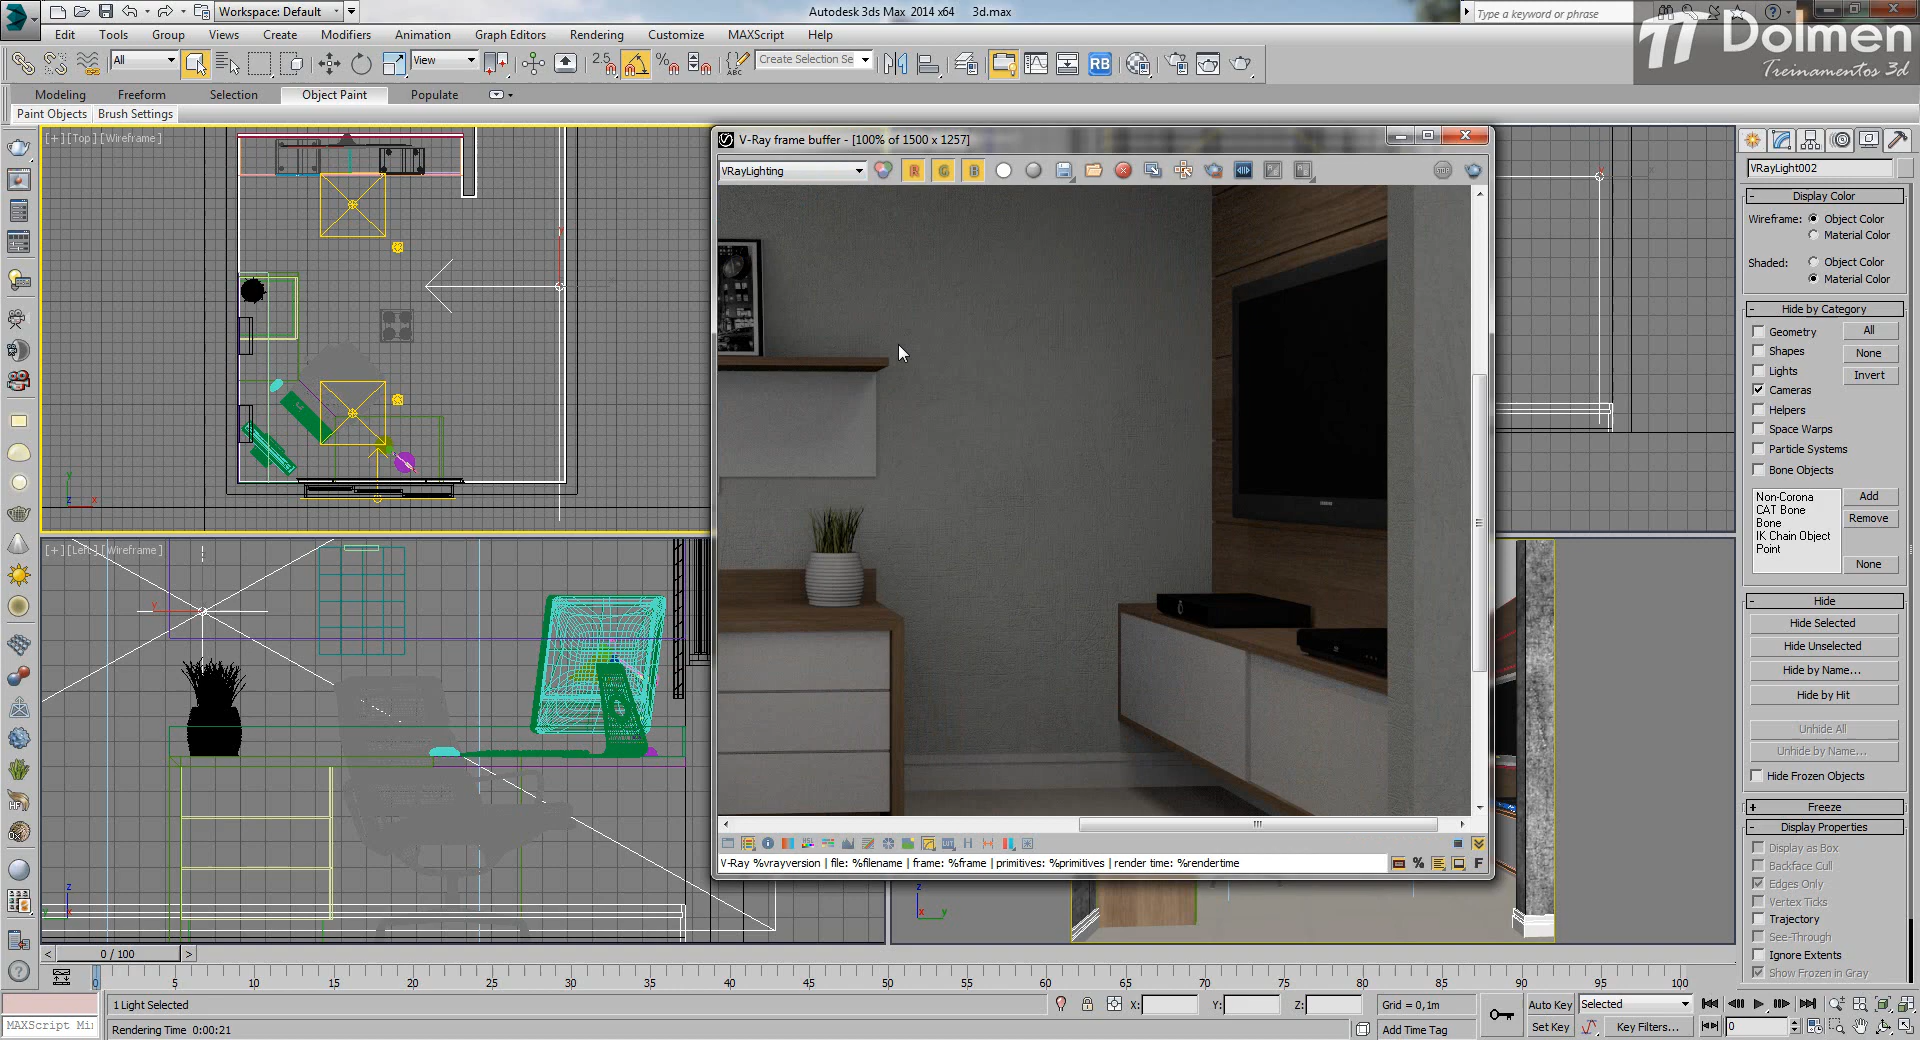 Workspace: Default
Autodesk 3ds Max 2014 x64 3d.max
Type a keyword or phrase
Edit Tools Group Views Create Modifiers Animation Graph Editors Rendering Customize MAXScript Help
Dolmen
Treinamentos 3d
All
View
2.5
Create Selection Se
RB
Modeling Freeform Selection Object Paint Populate
Paint Objects Brush Settings
[+][Top][Wireframe]
V-Ray frame buffer - [100% of 1500 x 1257]
VRayLighting
R G B
STOP
VRayLight002
Display Color
Wireframe: Object Color
Material Color
Shaded: Object Color
Material Color
Hide by Category
Geometry All
Shapes None
Lights Invert
Cameras
Helpers
Space Warps
Particle Systems
Bone Objects
Non-Corona Add
CAT Bone
Bone Remove
IK Chain Object
Point
None
Hide
Hide Selected
Hide Unselected
Hide by Name...
Hide by Hit
Unhide All
Unhide by Name...
Hide Frozen Objects
Freeze
Display Properties
Display as Box
Backface Cull
Edges Only
Vertex Ticks
Trajectory
See-Through
Ignore Extents
Show Frozen in Gray
SAMSUNG
[+][Left][Wireframe]
V-Ray %vrayversion | file: %filename | frame: %frame | primitives: %primitives | render time: %rendertime
% F
0 / 100
0 5 10 15 20 25 30 35 40 45 50 55 60 65 70 75 80 85 90 95 100
1 Light Selected
X: Y: Z:
Grid = 0,1m
Auto Key
Selected
MAXScript Mi
Rendering Time 0:00:21
Add Time Tag
Set Key
Key Filters...
0